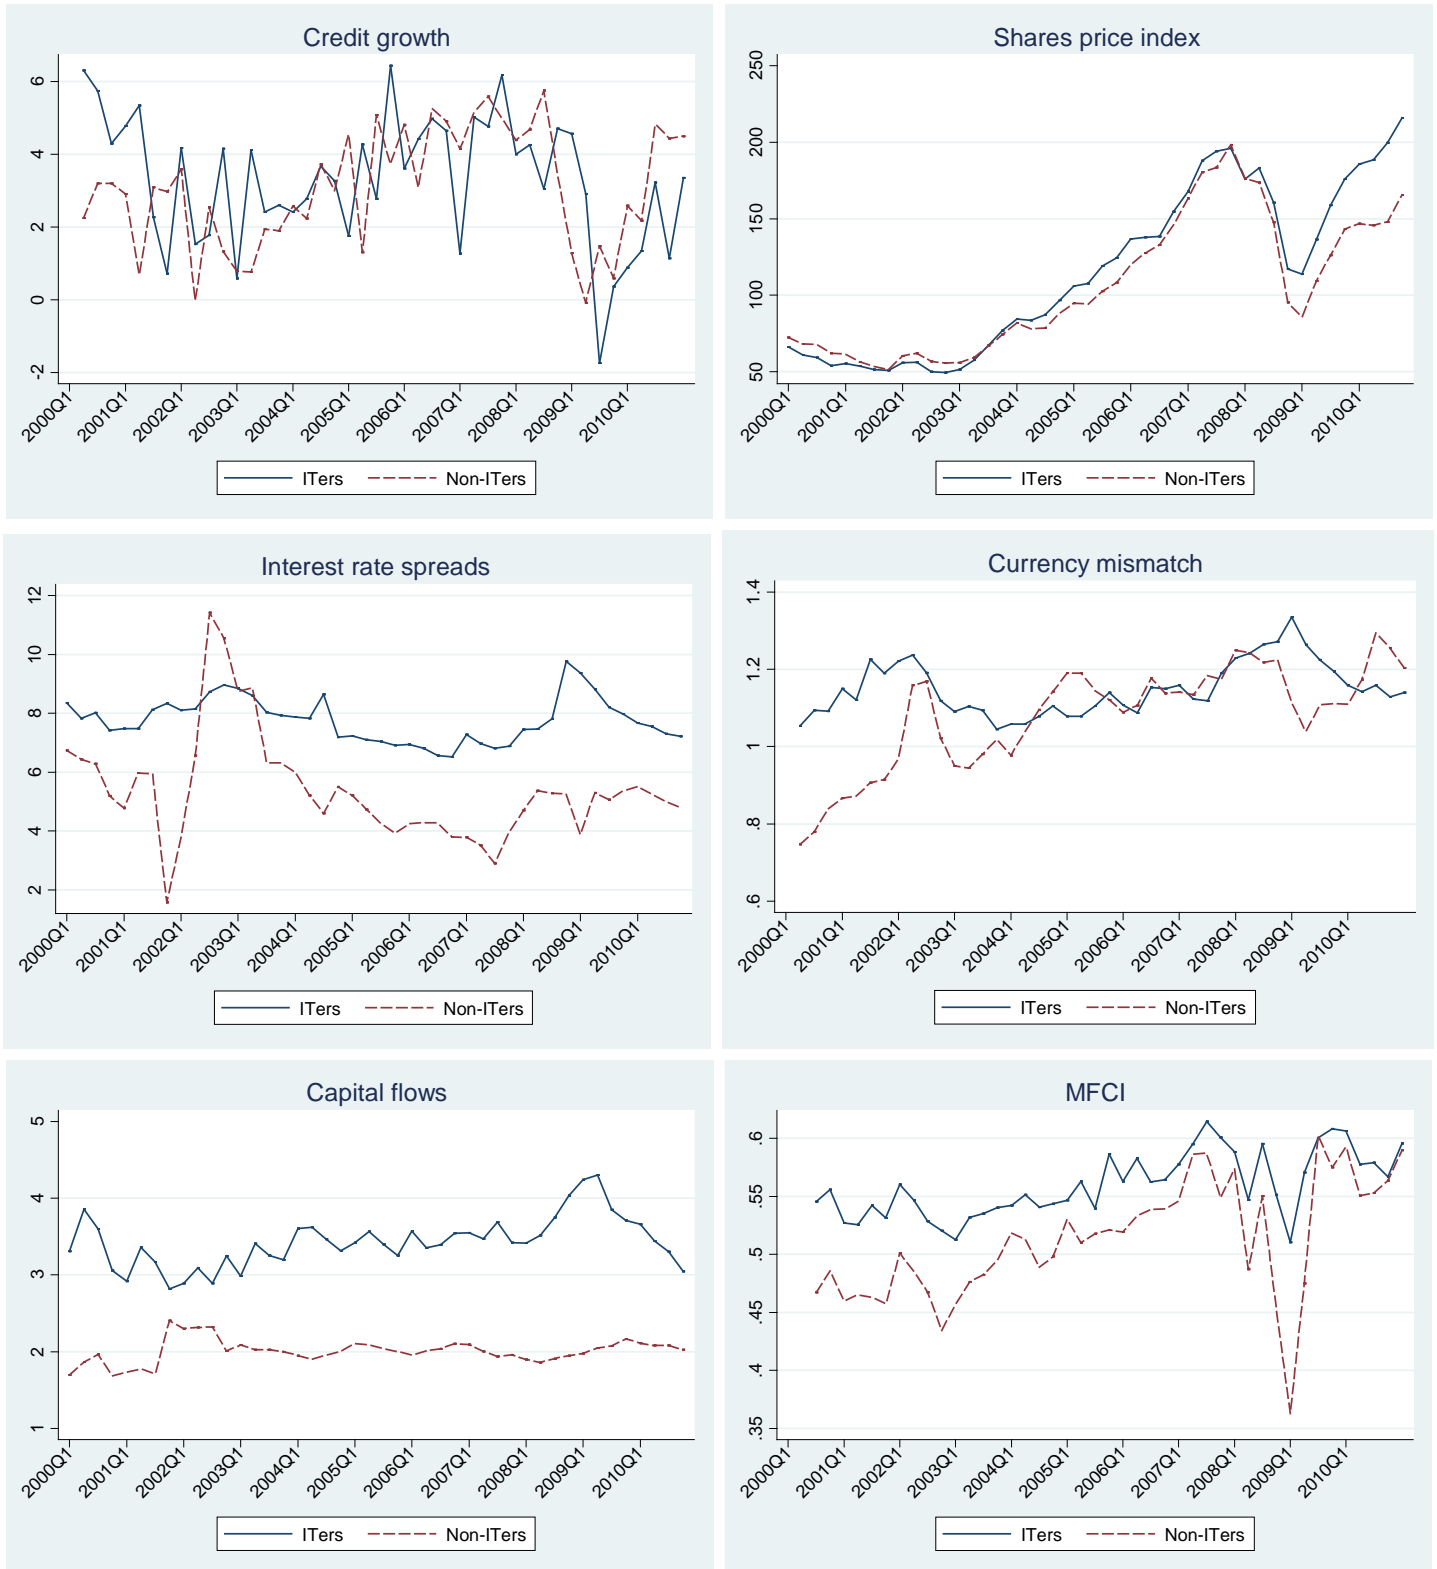 Credit growth
-2 0 2 4 6
2000Q1 2001Q1 2002Q1 2003Q1 2004Q1 2005Q1 2006Q1 2007Q1 2008Q1 2009Q1 2010Q1
ITers Non-ITers
Shares price index
50 100 150 200 250
2000Q1 2001Q1 2002Q1 2003Q1 2004Q1 2005Q1 2006Q1 2007Q1 2008Q1 2009Q1 2010Q1
ITers Non-ITers
Interest rate spreads
2 4 6 8 10 12
2000Q1 2001Q1 2002Q1 2003Q1 2004Q1 2005Q1 2006Q1 2007Q1 2008Q1 2009Q1 2010Q1
ITers Non-ITers
Currency mismatch
.6 .8 1 1.2 1.4
2000Q1 2001Q1 2002Q1 2003Q1 2004Q1 2005Q1 2006Q1 2007Q1 2008Q1 2009Q1 2010Q1
ITers Non-ITers
Capital flows
1 2 3 4 5
2000Q1 2001Q1 2002Q1 2003Q1 2004Q1 2005Q1 2006Q1 2007Q1 2008Q1 2009Q1 2010Q1
ITers Non-ITers
MFCI
.35 .4 .45 .5 .55 .6
2000Q1 2001Q1 2002Q1 2003Q1 2004Q1 2005Q1 2006Q1 2007Q1 2008Q1 2009Q1 2010Q1
ITers Non-ITers